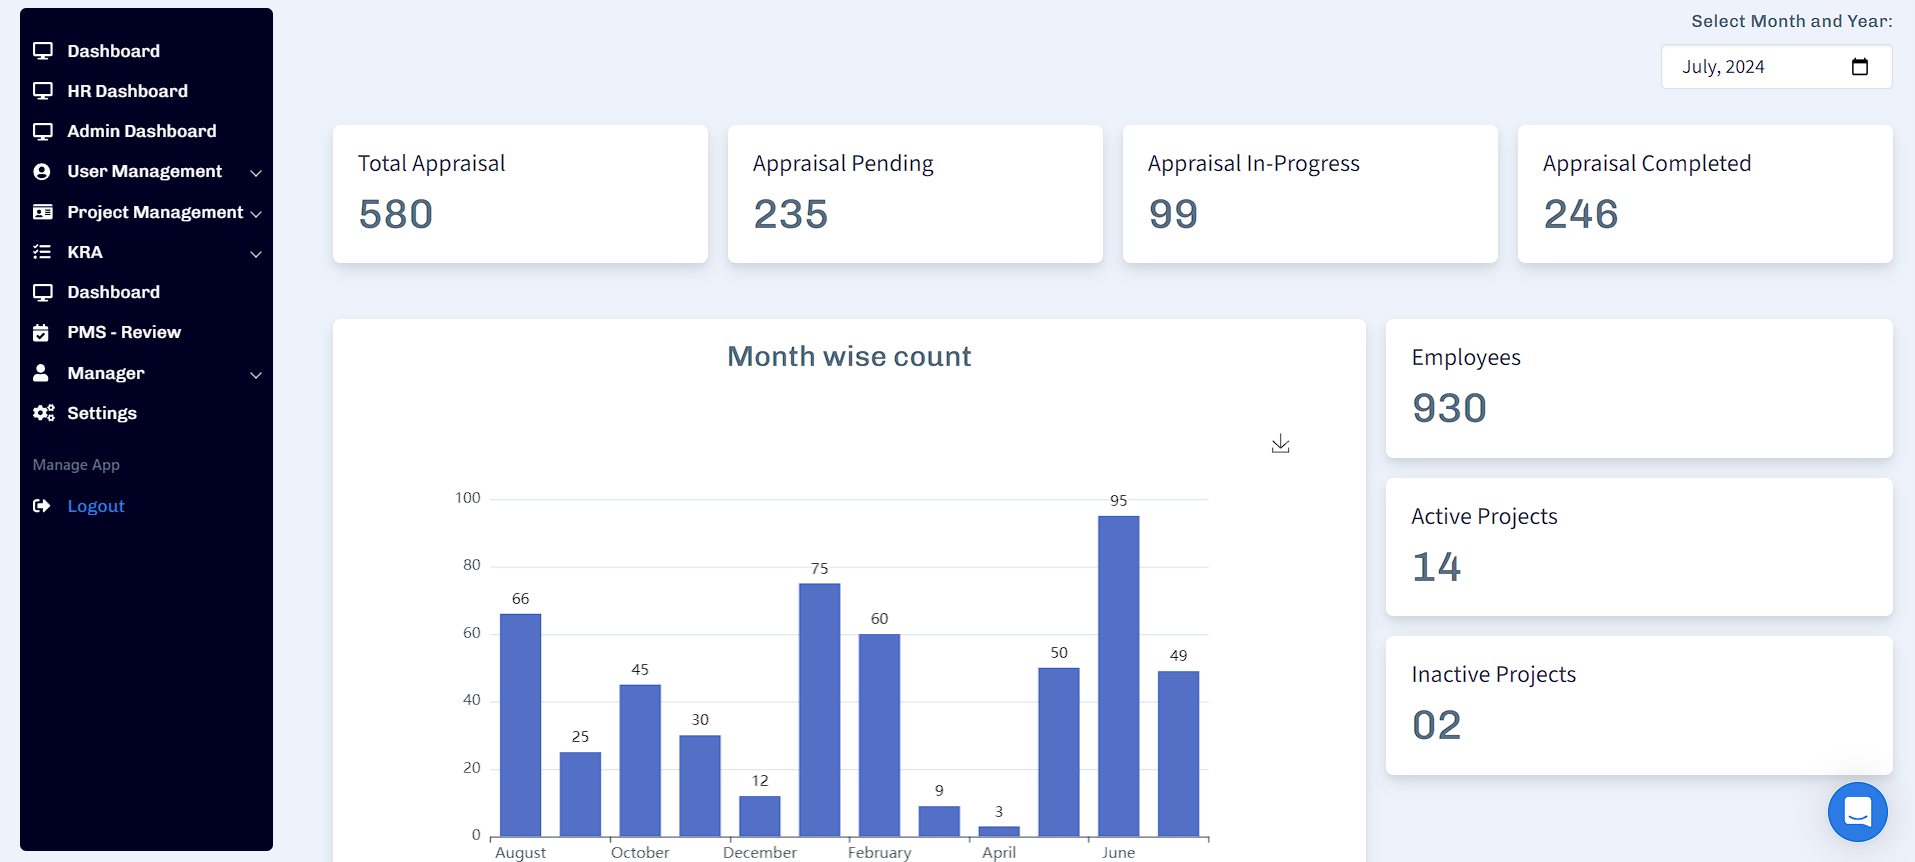 Dashboard
HR Dashboard
Admin Dashboard
User Management
Project Management
KRA
Dashboard
PMS - Review
Manager
Settings
Manage App
Logout
Select Month and Year:
July, 2024
Total Appraisal
580
Appraisal Pending
235
Appraisal In-Progress
99
Appraisal Completed
246
Month wise count
100
80
60
40
20
0
66
25
45
30
12
75
60
9
3
50
95
49
August
October
December
February
April
June
Employees
930
Active Projects
14
Inactive Projects
02